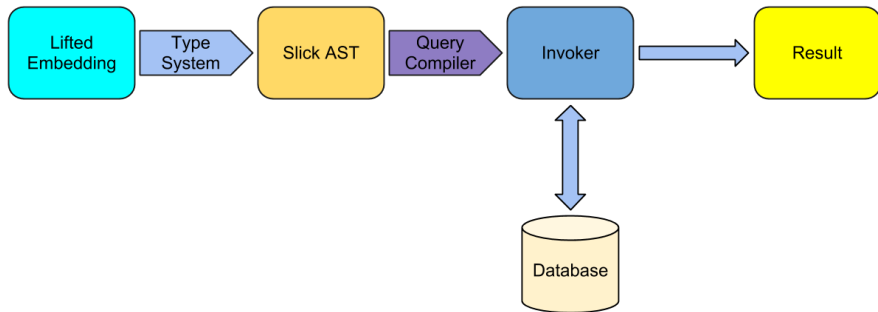 Lifted
Embedding
Type
System
Slick AST
Query
Compiler
Invoker
Result
Database